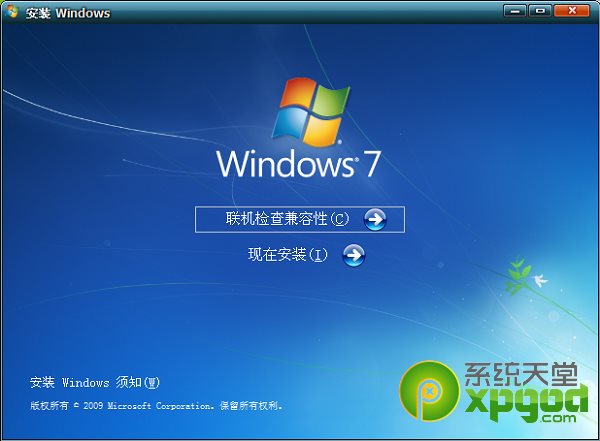 安装 Windows
Windows® 7
联机检查兼容性(C)
现在安装(I)
安装 Windows 须知(W)
版权所有 © 2009 Microsoft Corporation。保留所有权利。
系统天堂
xpgod.com